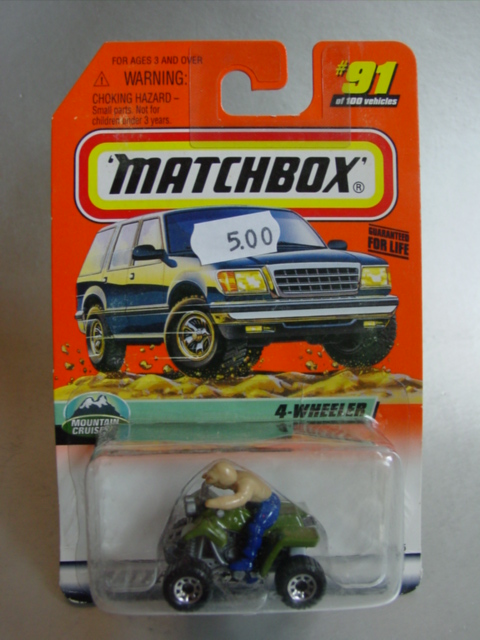 FOR AGES 3 AND OVER
WARNING:
CHOKING HAZARD –
Small parts. Not for
children under 3 years.
#91
of 100 vehicles
'MATCHBOX'®
GUARANTEED
FOR LIFE
5.00
4-WHEELER
MOUNTAIN
CRUISERS